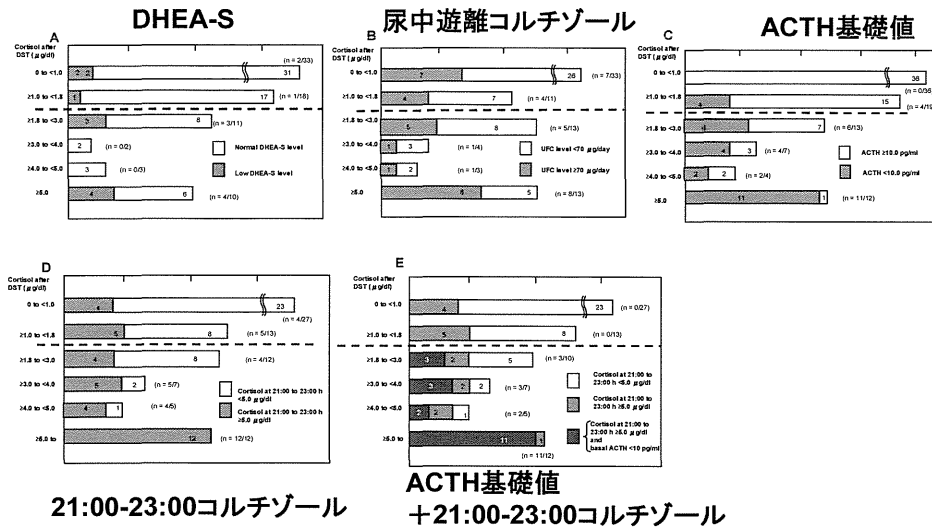 DHEA-S
尿中遊離コルチゾール
ACTH基礎値
A
Cortisol after
DST (μg/dl)
0 to <1.0
≥1.0 to <1.8
≥1.8 to <3.0
≥3.0 to <4.0
≥4.0 to <5.0
≥5.0
2 2
31
(n = 2/33)
1
17
(n = 1/18)
3
8
(n = 3/11)
2
(n = 0/2)
3
(n = 0/3)
4
6
(n = 4/10)
Normal DHEA-S level
Low DHEA-S level
B
Cortisol after
DST (μg/dl)
0 to <1.0
≥1.0 to <1.8
≥1.8 to <3.0
≥3.0 to <4.0
≥4.0 to <5.0
≥5.0
7
26
(n = 7/33)
4
7
(n = 4/11)
5
8
(n = 5/13)
1
3
(n = 1/4)
1
2
(n = 1/3)
5
(n = 8/13)
UFC level <70 μg/day
UFC level ≥70 μg/day
C
Cortisol after
DST (μg/dl)
0 to <1.0
≥1.0 to <1.8
≥1.8 to <3.0
≥3.0 to <4.0
≥4.0 to <5.0
≥5.0
36
(n = 0/36)
4
15
(n = 4/19)
7
(n = 6/13)
4
3
(n = 4/7)
2
2
(n = 2/4)
11
1
(n = 11/12)
ACTH ≥10.0 pg/ml
ACTH <10.0 pg/ml
D
Cortisol after
DST (μg/dl)
0 to <1.0
≥1.0 to <1.8
≥1.8 to <3.0
≥3.0 to <4.0
≥4.0 to <5.0
≥5.0 to
4
23
(n = 4/27)
5
8
(n = 5/13)
4
8
(n = 4/12)
5
2
(n = 5/7)
4
1
(n = 4/5)
12
(n = 12/12)
Cortisol at 21:00 to 23:00 h
<5.0 μg/dl
Cortisol at 21:00 to 23:00 h
≥5.0 μg/dl
E
Cortisol after
DST (μg/dl)
0 to <1.0
≥1.0 to <1.8
≥1.8 to <3.0
≥3.0 to <4.0
≥4.0 to <5.0
≥5.0 to
4
23
(n = 0/27)
5
8
(n = 0/13)
3
2
5
(n = 3/10)
3
2
2
(n = 3/7)
2
2
1
(n = 2/5)
11
1
(n = 11/12)
Cortisol at 21:00 to
23:00 h <5.0 μg/dl
Cortisol at 21:00 to
23:00 h ≥5.0 μg/dl
Cortisol at 21:00 to
23:00 h ≥5.0 μg/dl
and
basal ACTH <10 pg/ml
21:00-23:00コルチゾール
ACTH基礎値
＋21:00-23:00コルチゾール